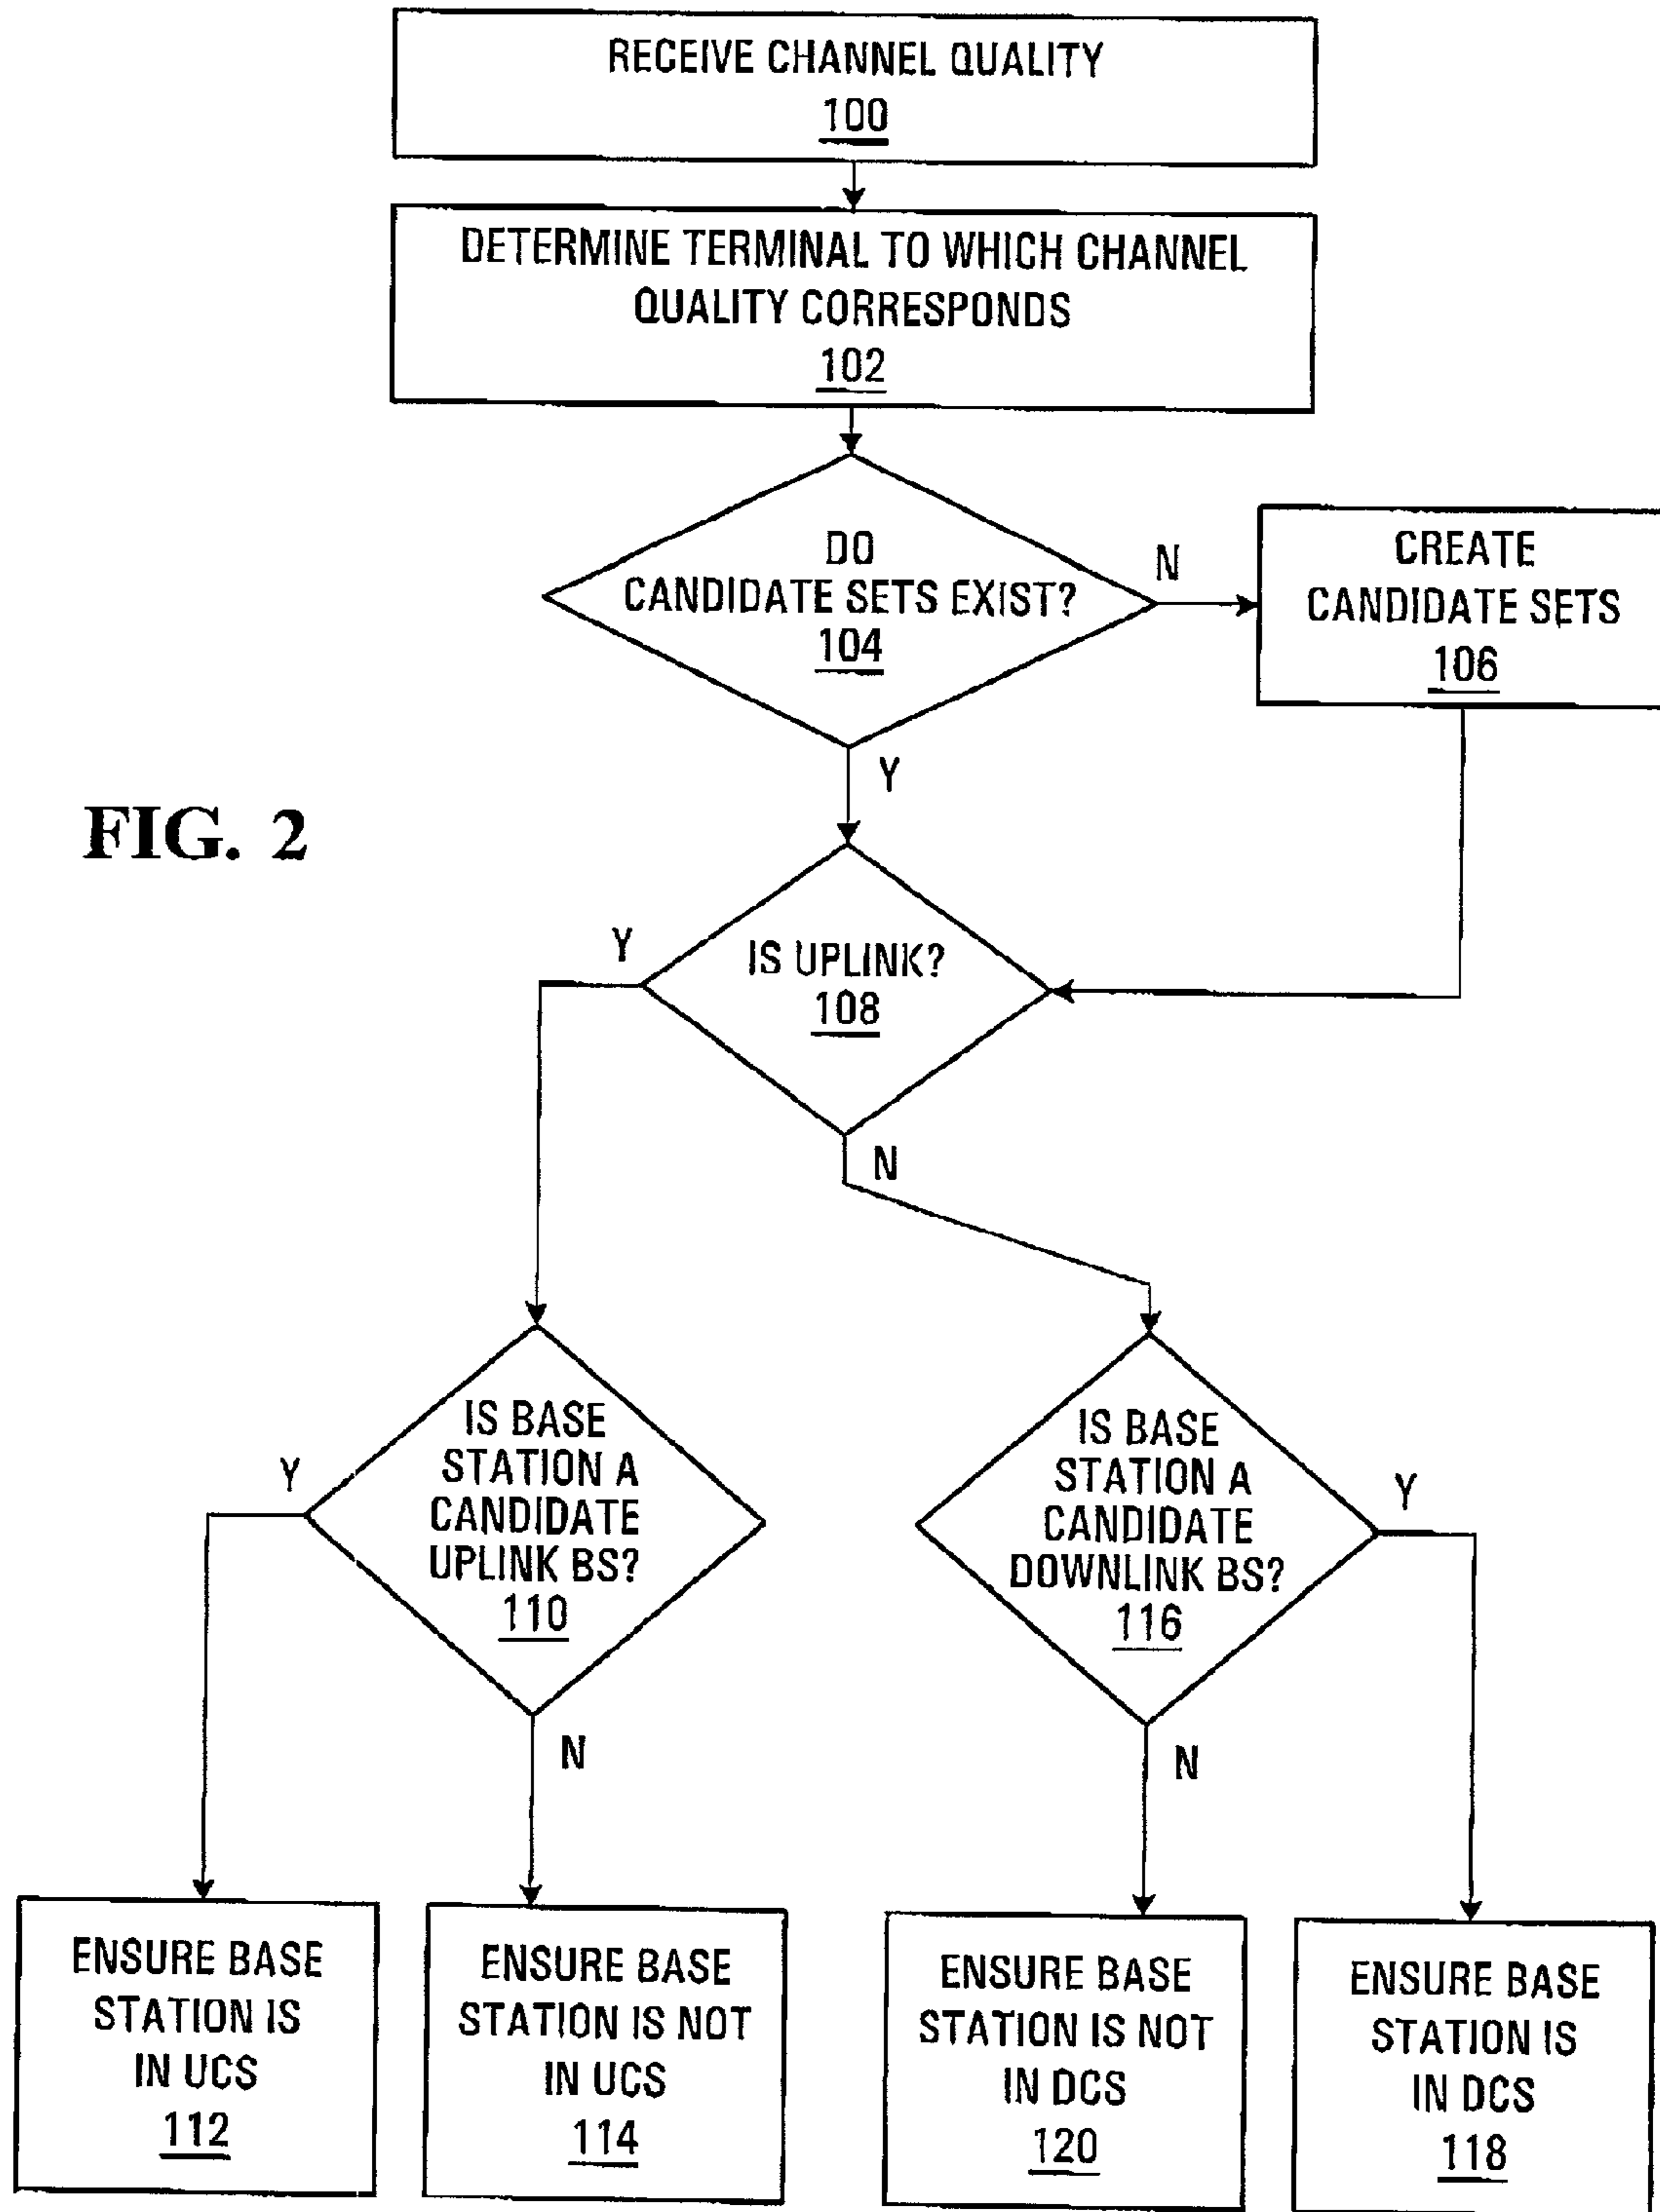 RECEIVE CHANNEL QUALITY
100
DETERMINE TERMINAL TO WHICH CHANNEL
QUALITY CORRESPONDS
102
DO
CANDIDATE SETS EXIST?
104
N
CREATE
CANDIDATE SETS
106
Y
FIG. 2
Y
IS UPLINK?
108
N
IS BASE
STATION A
CANDIDATE
UPLINK BS?
110
Y
N
IS BASE
STATION A
CANDIDATE
DOWNLINK BS?
116
Y
N
ENSURE BASE
STATION IS
IN UCS
112
ENSURE BASE
STATION IS NOT
IN UCS
114
ENSURE BASE
STATION IS NOT
IN DCS
120
ENSURE BASE
STATION IS
IN DCS
118